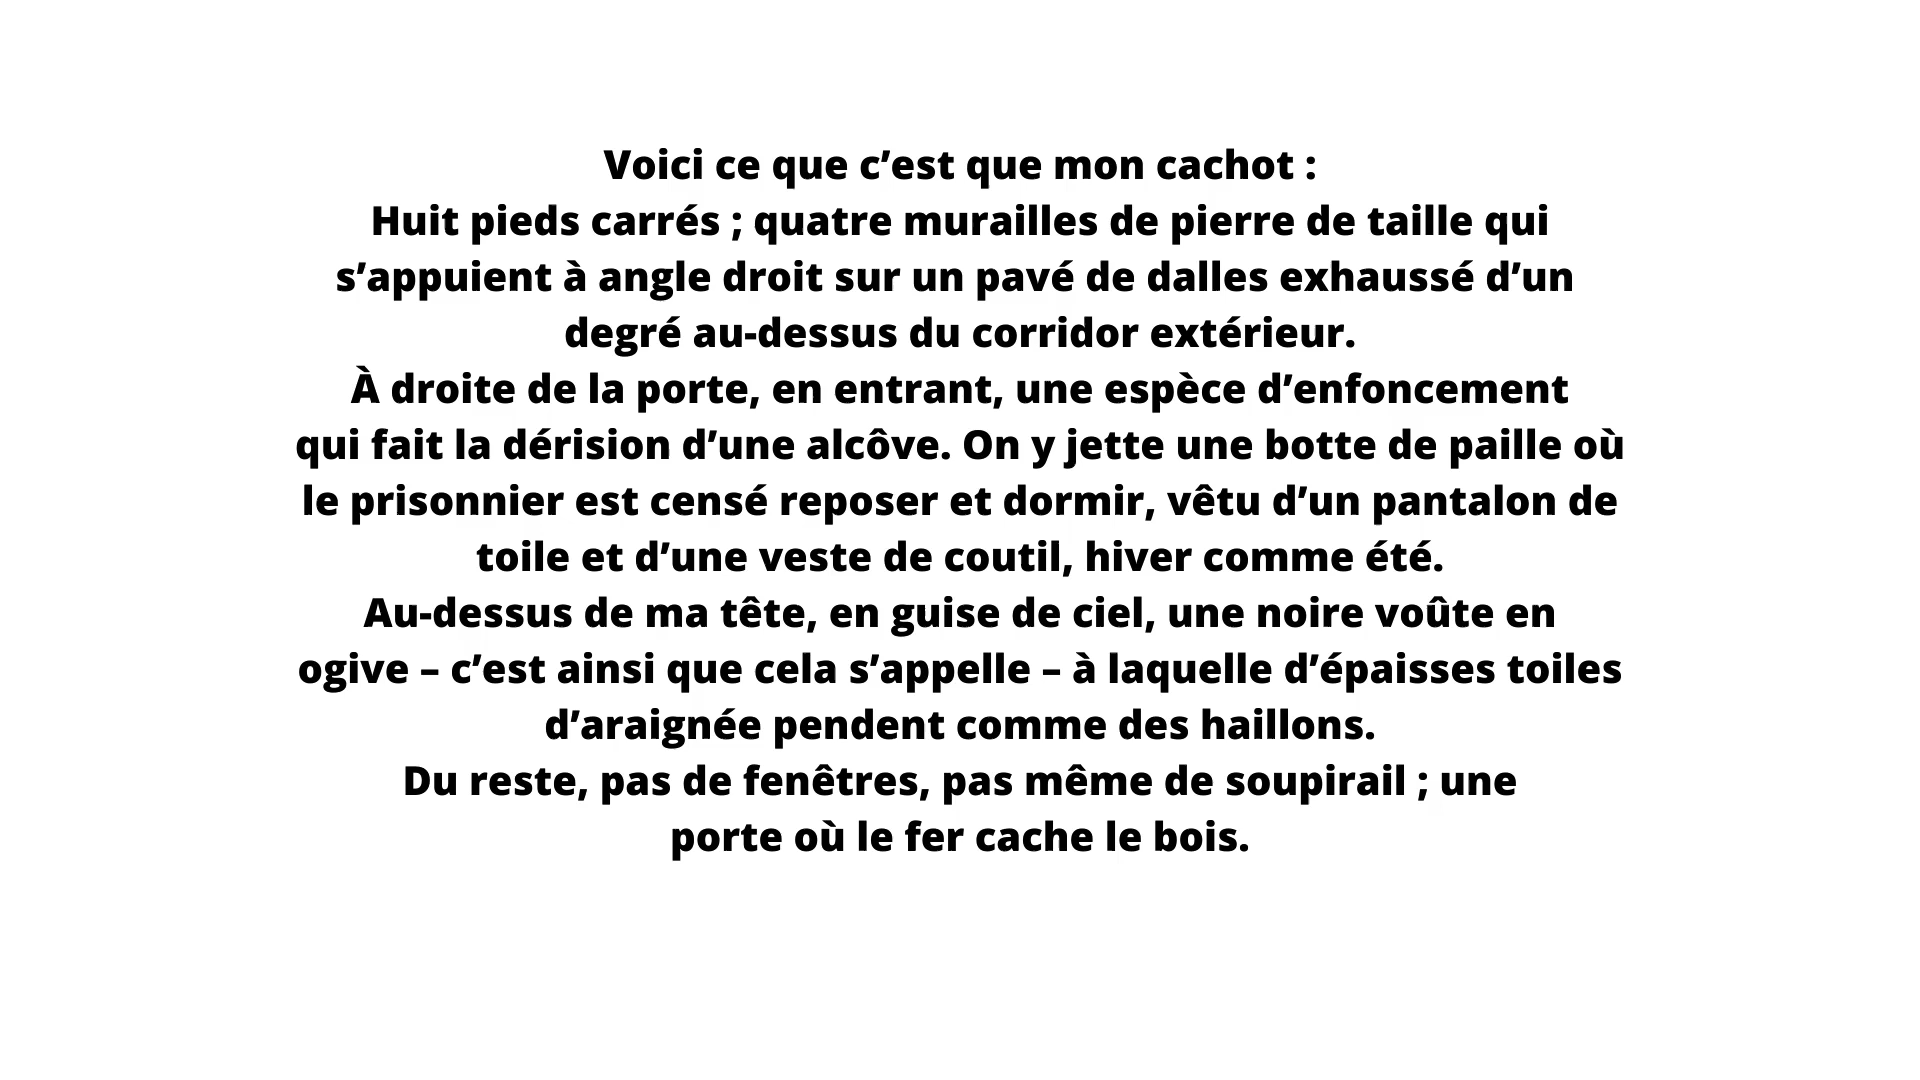 Voici ce que c’est que mon cachot :
Huit pieds carrés ; quatre murailles de pierre de taille qui
s’appuient à angle droit sur un pavé de dalles exhaussé d’un
degré au-dessus du corridor extérieur.
À droite de la porte, en entrant, une espèce d’enfoncement
qui fait la dérision d’une alcôve. On y jette une botte de paille où
le prisonnier est censé reposer et dormir, vêtu d’un pantalon de
toile et d’une veste de coutil, hiver comme été.
Au-dessus de ma tête, en guise de ciel, une noire voûte en
ogive – c’est ainsi que cela s’appelle – à laquelle d’épaisses toiles
d’araignée pendent comme des haillons.
Du reste, pas de fenêtres, pas même de soupirail ; une
porte où le fer cache le bois.